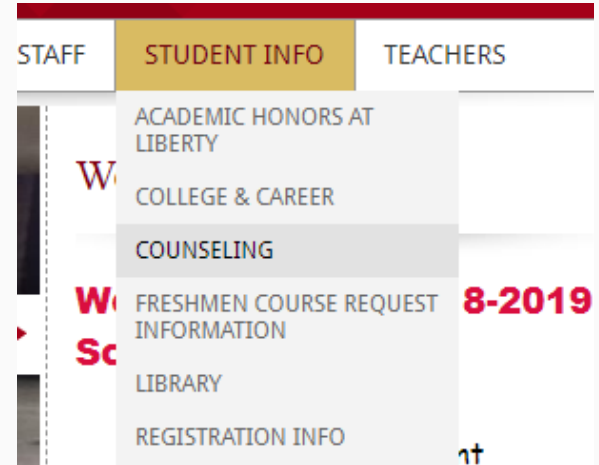 STAFF STUDENT INFO TEACHERS
ACADEMIC HONORS AT
LIBERTY
COLLEGE & CAREER
COUNSELING
FRESHMEN COURSE REQUEST
INFORMATION
8-2019
LIBRARY
REGISTRATION INFO